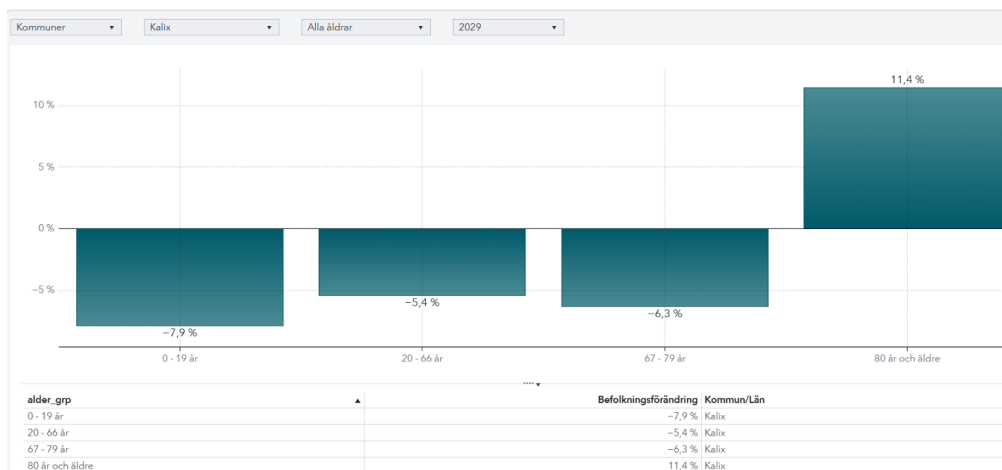 Kommuner Kalix Alla åldrar 2029
11,4 %
10 %
5 %
0 %
−5 %
−5,4 %
−6,3 %
−7,9 %
0 - 19 år 20 - 66 år 67 - 79 år 80 år och äldre
alder_grp Befolkningsförändring Kommun/Län
0 - 19 år −7,9 % Kalix
20 - 66 år −5,4 % Kalix
67 - 79 år −6,3 % Kalix
80 år och äldre 11,4 % Kalix